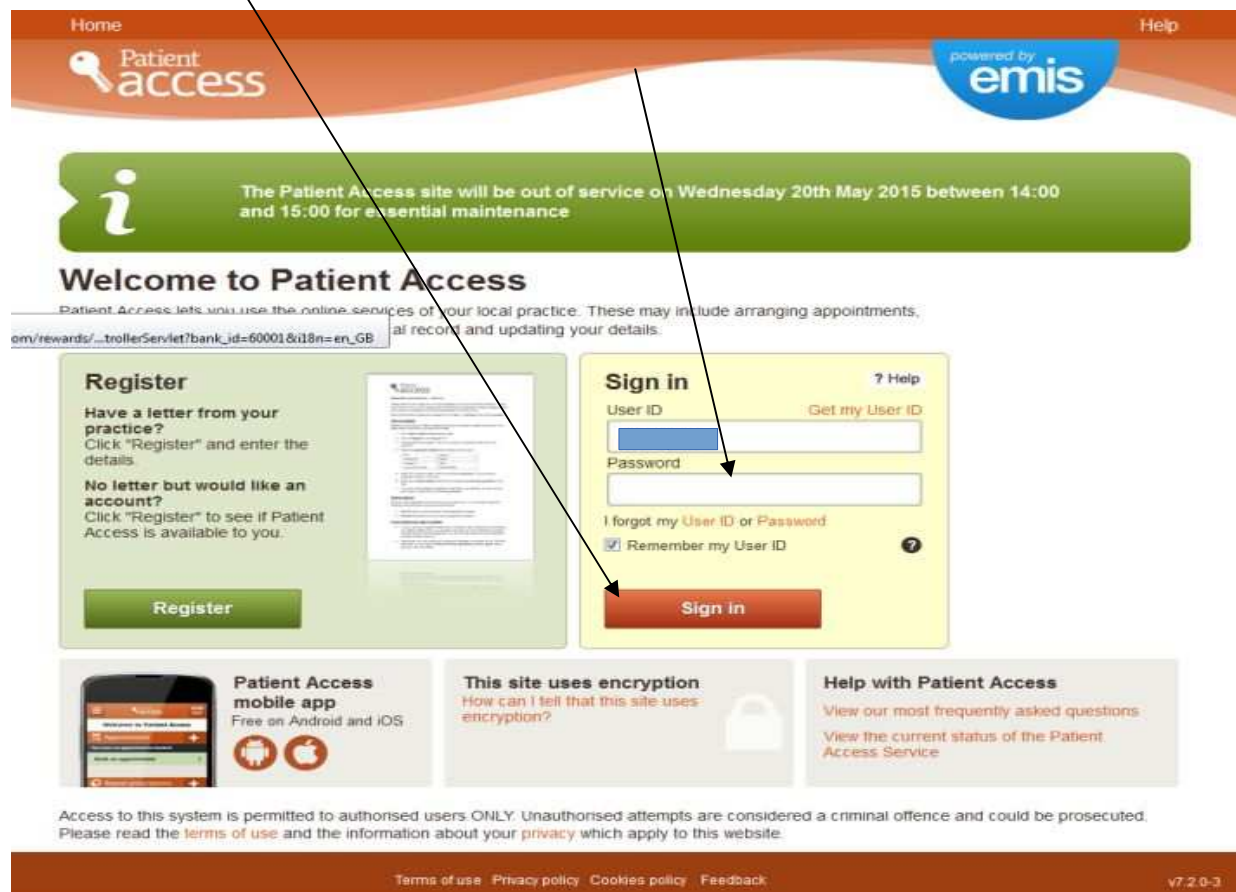 Home
Help
Patient
access
powered by
emis
The Patient Access site will be out of service on Wednesday 20th May 2015 between 14:00
and 15:00 for essential maintenance
Welcome to Patient Access
Patient Access lets you use the online services of your local practice. These may include arranging appointments,
al record and updating your details.
om/rewards/...trollerServlet?bank_id=60001&i18n=en_GB
Register
Have a letter from your
practice?
Click "Register" and enter the
details.
No letter but would like an
account?
Click "Register" to see if Patient
Access is available to you.
Register
Sign in
? Help
User ID
Get my User ID
Password
I forgot my User ID or Password
Remember my User ID
?
Sign in
Patient Access
mobile app
Free on Android and iOS
This site uses encryption
How can I tell that this site uses
encryption?
Help with Patient Access
View our most frequently asked questions
View the current status of the Patient
Access Service
Access to this system is permitted to authorised users ONLY. Unauthorised attempts are considered a criminal offence and could be prosecuted.
Please read the terms of use and the information about your privacy which apply to this website.
Terms of use Privacy policy Cookies policy Feedback
v7.2.0-3